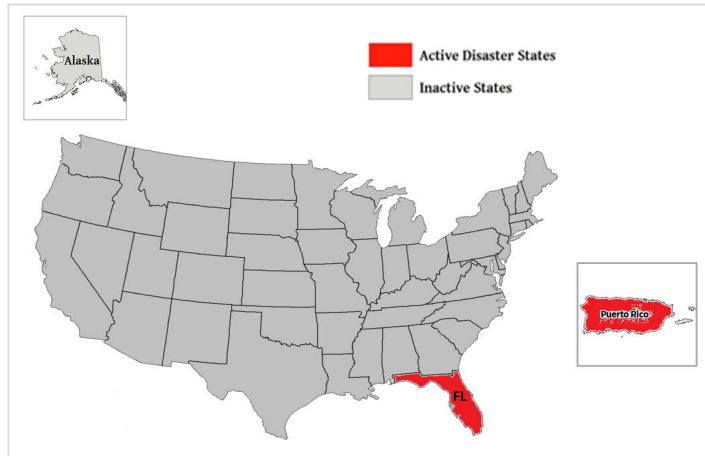 Alaska
Active Disaster States
Inactive States
Puerto Rico
FL